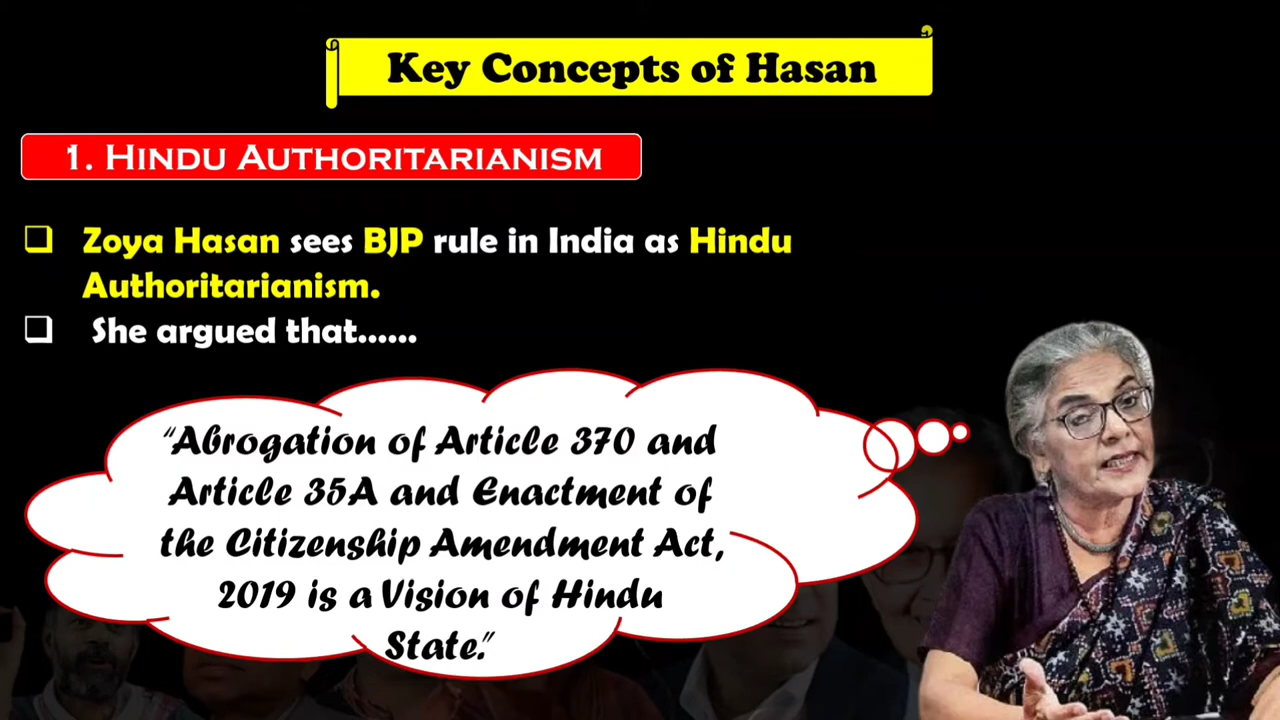 Key Concepts of Hasan
1. HINDU AUTHORITARIANISM
Zoya Hasan sees BJP rule in India as Hindu
Authoritarianism.
She argued that......
“Abrogation of Article 370 and
Article 35A and Enactment of
the Citizenship Amendment Act,
2019 is a Vision of Hindu
State.”